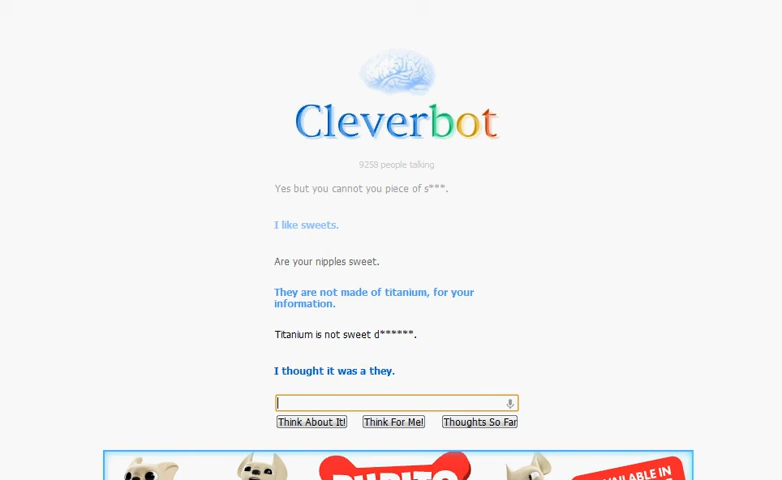 Cleverbot
9258 people talking
Yes but you cannot you piece of s***.
I like sweets.
Are your nipples sweet.
They are not made of titanium, for your
information.
Titanium is not sweet d******.
I thought it was a they.
Think About It! Think For Me! Thoughts So Far
AVAILABLE IN